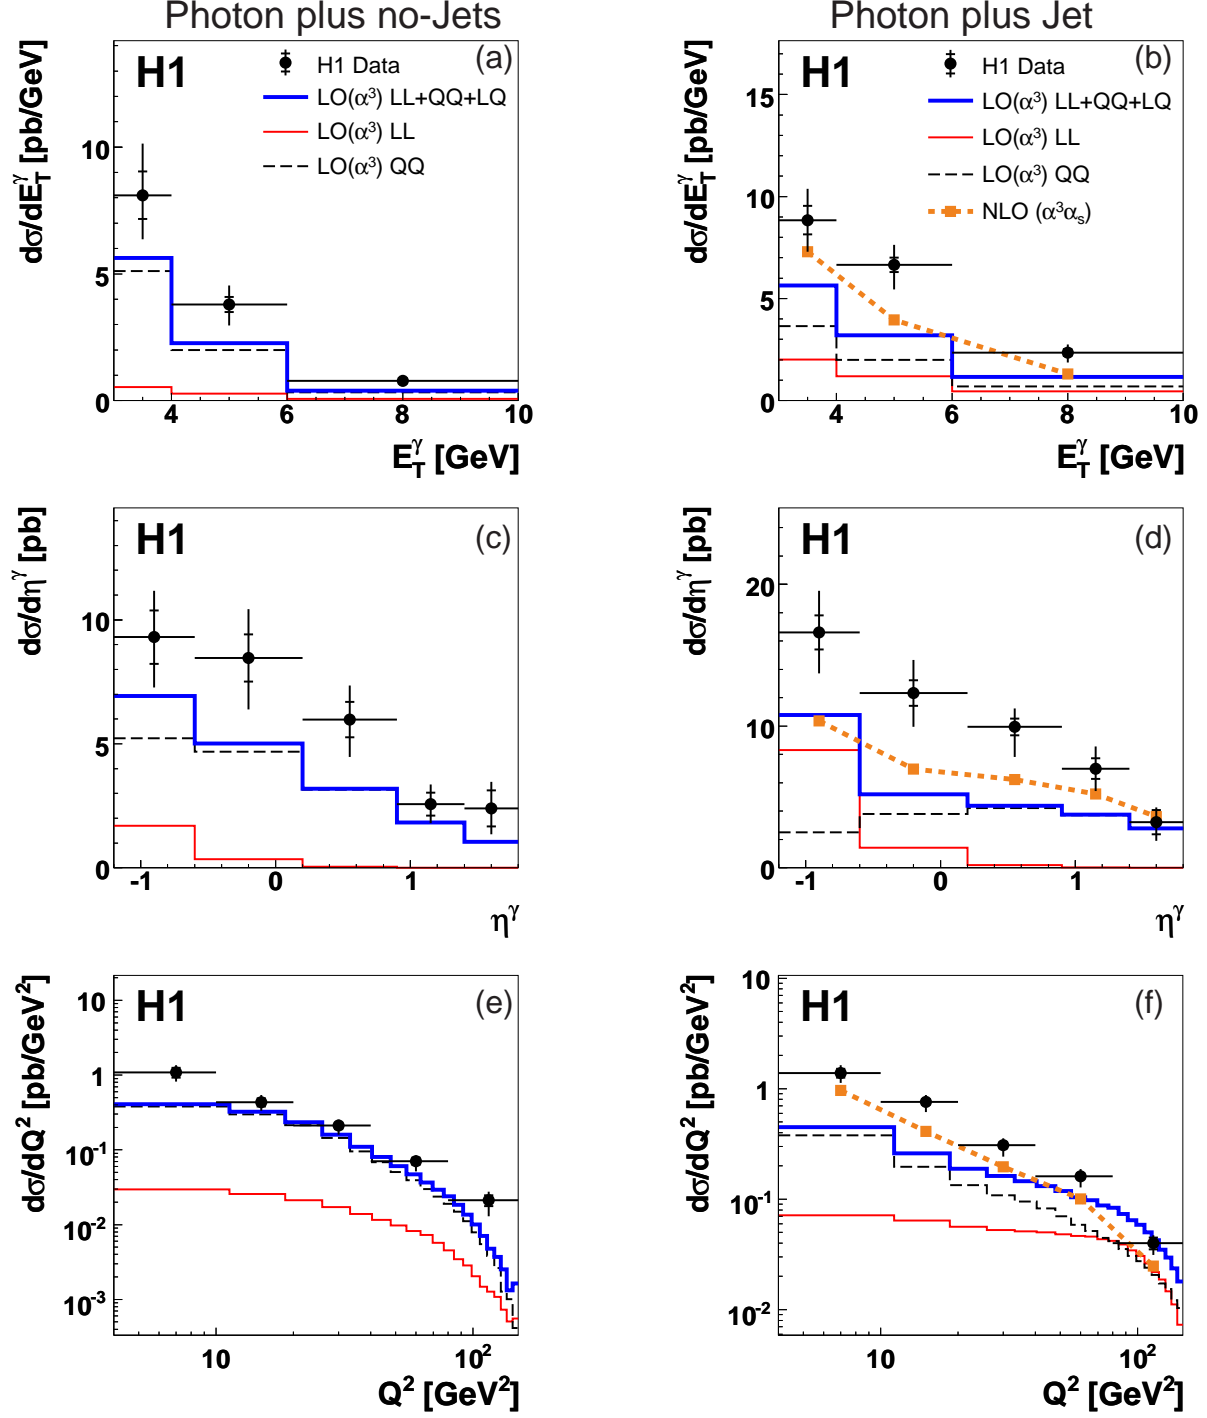 Photon plus no-Jets
Photon plus Jet
dσ/dE_T^γ [pb/GeV]
H1
(a)
H1 Data
LO(α³) LL+QQ+LQ
LO(α³) LL
LO(α³) QQ
10
5
0
4
6
8
10
E_T^γ [GeV]
dσ/dE_T^γ [pb/GeV]
H1
(b)
H1 Data
LO(α³) LL+QQ+LQ
LO(α³) LL
LO(α³) QQ
NLO (α³α_s)
15
10
5
0
4
6
8
10
E_T^γ [GeV]
dσ/dη^γ [pb]
H1
(c)
10
5
0
-1
0
1
η^γ
dσ/dη^γ [pb]
H1
(d)
20
10
0
-1
0
1
η^γ
dσ/dQ² [pb/GeV²]
H1
(e)
10
1
10⁻¹
10⁻²
10⁻³
10
10²
Q² [GeV²]
dσ/dQ² [pb/GeV²]
H1
(f)
10
1
10⁻¹
10⁻²
10
10²
Q² [GeV²]